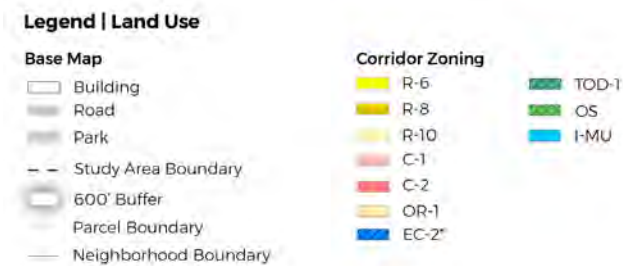 Legend | Land Use
Base Map
Building
Road
Park
Study Area Boundary
600' Buffer
Parcel Boundary
Neighborhood Boundary
Corridor Zoning
R-6
R-8
R-10
C-1
C-2
OR-1
EC-2*
TOD-1
OS
I-MU